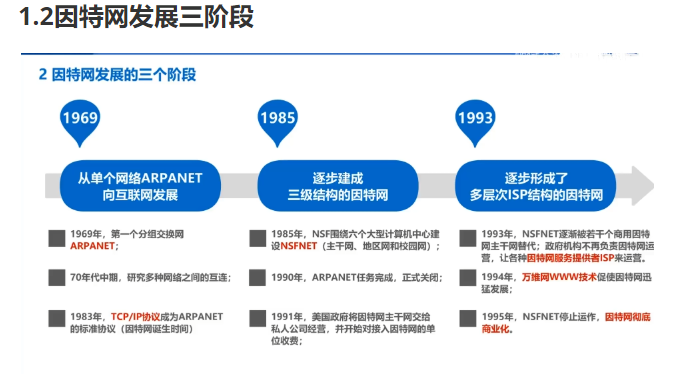 1.2因特网发展三阶段
2 因特网发展的三个阶段
1969
1985
1993
从单个网络ARPANET
向互联网发展
逐步建成
三级结构的因特网
逐步形成了
多层次ISP结构的因特网
1969年，第一个分组交换网
ARPANET；
70年代中期，研究多种网络之间的互连；
1983年，TCP/IP协议成为ARPANET
的标准协议（因特网诞生时间）
1985年，NSF围绕六个大型计算机中心建
设NSFNET（主干网、地区网和校园网）；
1990年，ARPANET任务完成，正式关闭；
1991年，美国政府将因特网主干网交给
私人公司经营，并开始对接入因特网的单
位收费；
1993年，NSFNET逐渐被若干个商用因特
网主干网替代；政府机构不再负责因特网运
营，让各种因特网服务提供者ISP来运营。
1994年，万维网WWW技术促使因特网迅
猛发展；
1995年，NSFNET停止运作，因特网彻底
商业化。